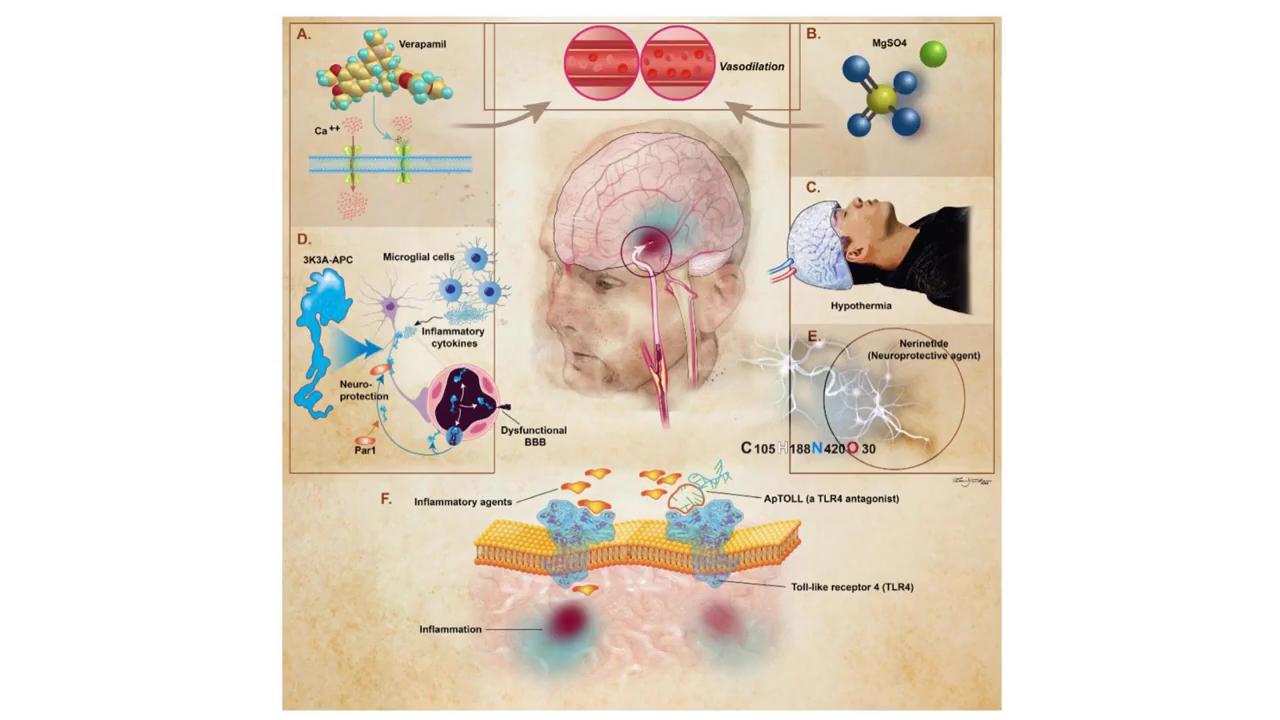 A.
Verapamil
Ca ++
Vasodilation
B.
MgSO4
C.
Hypothermia
D.
3K3A-APC
Microglial cells
Inflammatory
cytokines
Neuro-
protection
Par1
Dysfunctional
BBB
E.
Nerinetide
(Neuroprotective agent)
C 105 H 188 N 420 O 30
F.
Inflammatory agents
ApTOLL (a TLR4 antagonist)
Toll-like receptor 4 (TLR4)
Inflammation